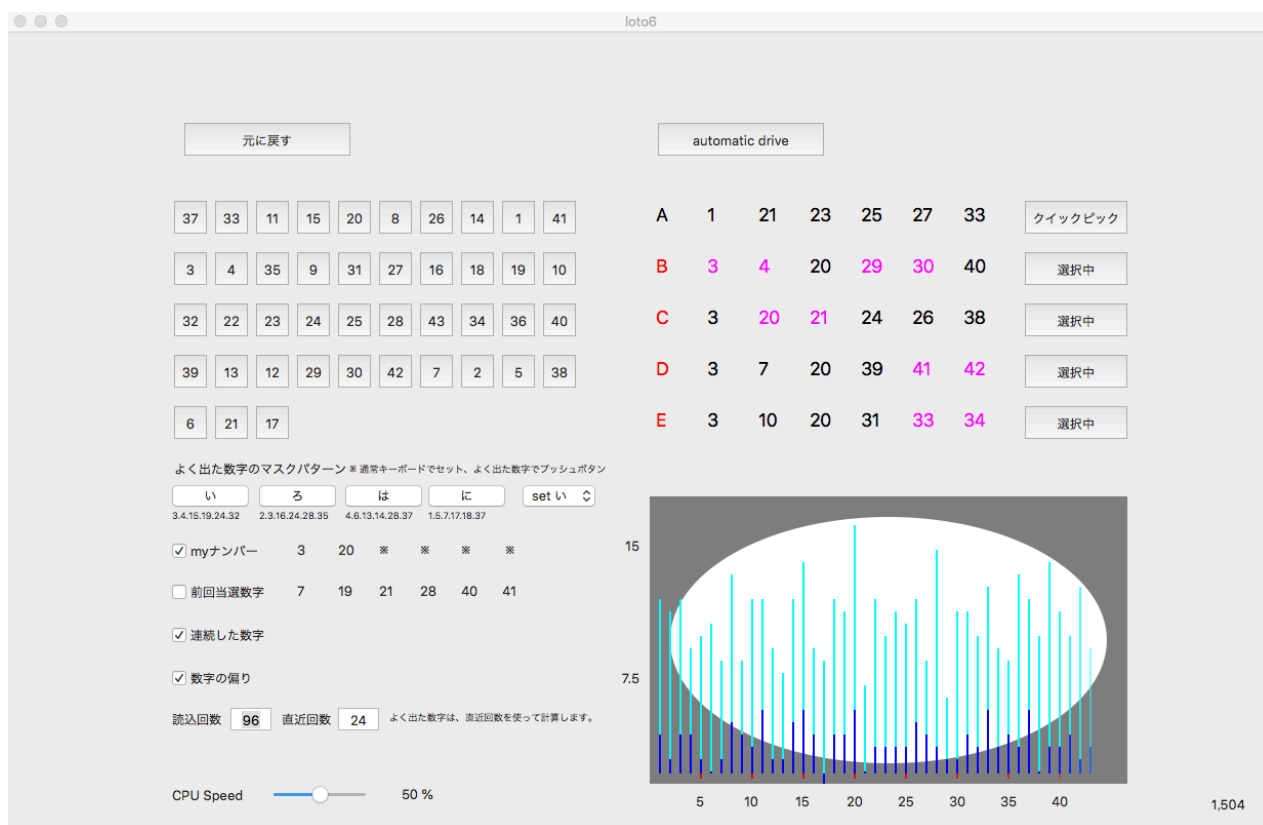 loto6
元に戻す automatic drive
37 33 11 15 20 8 26 14 1 41 A 1 21 23 25 27 33 クイックピック
3 4 35 9 31 27 16 18 19 10 B 3 4 20 29 30 40 選択中
32 22 23 24 25 28 43 34 36 40 C 3 20 21 24 26 38 選択中
39 13 12 29 30 42 7 2 5 38 D 3 7 20 39 41 42 選択中
6 21 17 E 3 10 20 31 33 34 選択中
よく出た数字のマスクパターン ※ 通常キーボードでセット、よく出た数字でプッシュボタン
い ろ は に set い
3.4.15.19.24.32 2.3.16.24.28.35 4.6.13.14.28.37 1.5.7.17.18.37
myナンバー 3 20 ※ ※ ※ ※
前回当選数字 7 19 21 28 40 41
連続した数字
数字の偏り
読込回数 96 直近回数 24 よく出た数字は、直近回数を使って計算します。
CPU Speed 50 %
15
7.5
5 10 15 20 25 30 35 40
1,504